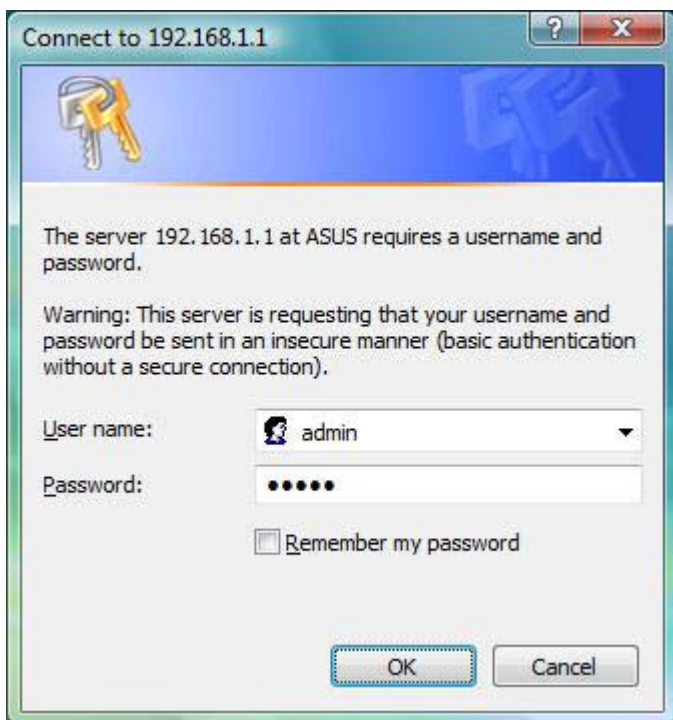 Connect to 192.168.1.1
?
X
The server 192.168.1.1 at ASUS requires a username and
password.
Warning: This server is requesting that your username and
password be sent in an insecure manner (basic authentication
without a secure connection).
User name:
admin
Password:
•••••
Remember my password
OK
Cancel